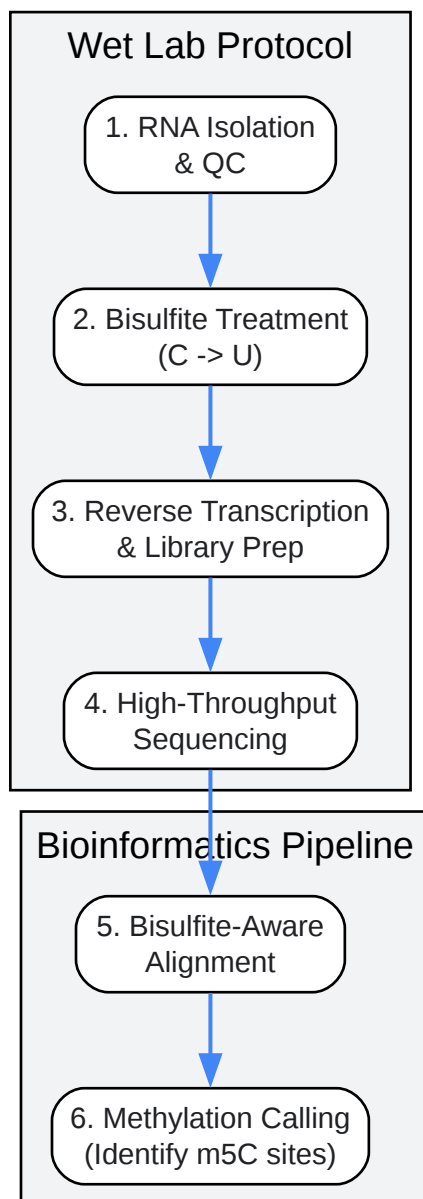 Wet Lab Protocol
1. RNA Isolation
& QC
2. Bisulfite Treatment
(C -> U)
3. Reverse Transcription
& Library Prep
4. High-Throughput
Sequencing
Bioinformatics Pipeline
5. Bisulfite-Aware
Alignment
6. Methylation Calling
(Identify m5C sites)